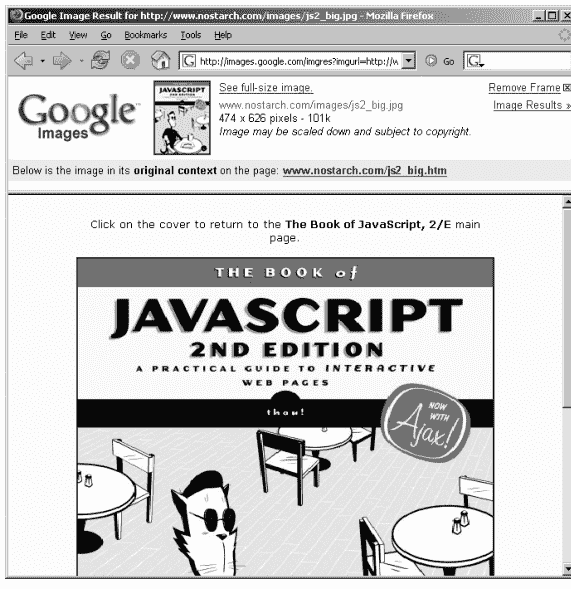 Google Image Result for http://www.nostarch.com/images/js2_big.jpg - Mozilla Firefox
File Edit View Go Bookmarks Tools Help
G http://images.google.com/imgres?imgurl=http://w Go G
Google™
Images
JAVASCRIPT
2ND EDITION
See full-size image.
www.nostarch.com/images/js2_big.jpg
474 x 626 pixels - 101k
Image may be scaled down and subject to copyright.
Remove Frame
Image Results »
Below is the image in its original context on the page: www.nostarch.com/js2_big.htm
Click on the cover to return to the The Book of JavaScript, 2/E main
page.
THE BOOK of
JAVASCRIPT
2ND EDITION
A PRACTICAL GUIDE TO INTERACTIVE
WEB PAGES
thau!
NOW
WITH
Ajax!